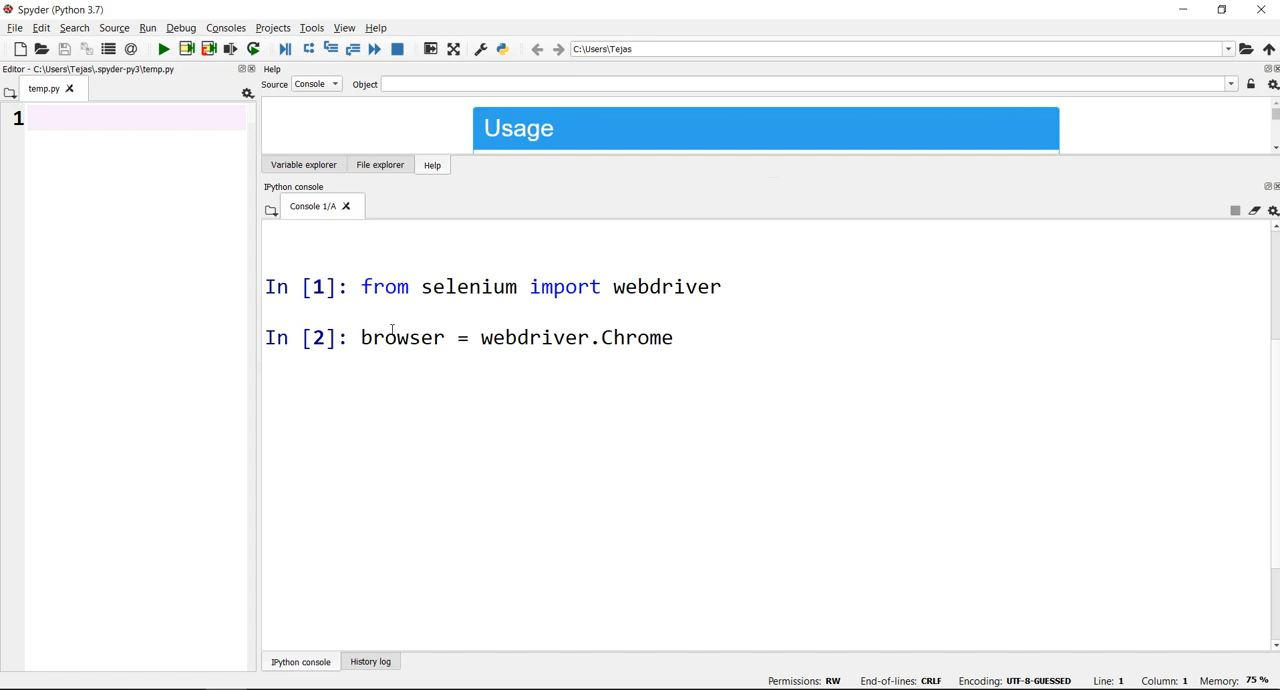 Spyder (Python 3.7)
File Edit Search Source Run Debug Consoles Projects Tools View Help
C:\Users\Tejas
Editor - C:\Users\Tejas\.spyder-py3\temp.py
temp.py
1
Help
Source Console Object
Usage
Variable explorer File explorer Help
IPython console
Console 1/A
In [1]: from selenium import webdriver
In [2]: browser = webdriver.Chrome
IPython console History log
Permissions: RW End-of-lines: CRLF Encoding: UTF-8-GUESSED Line: 1 Column: 1 Memory: 75 %